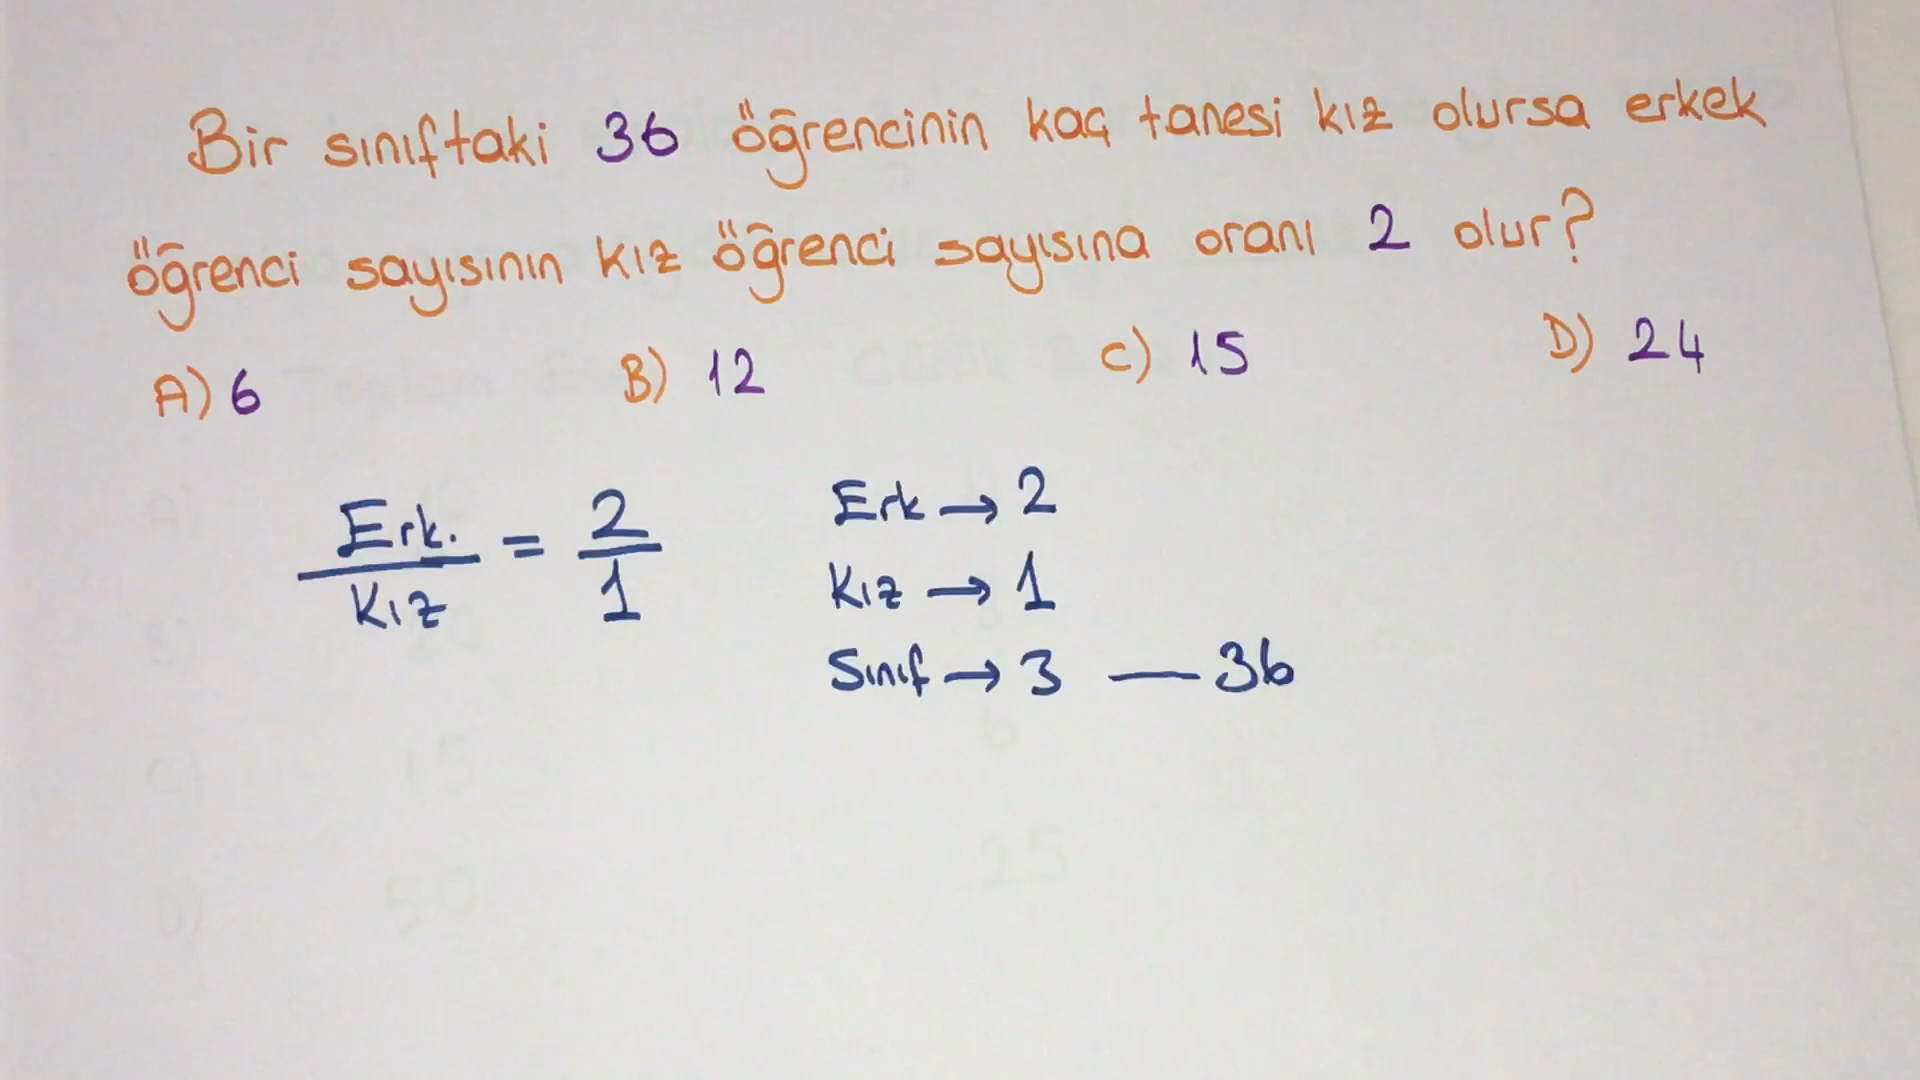 Bir sınıftaki 36 öğrencinin kaç tanesi kız olursa erkek
öğrenci sayısının kız öğrenci sayısına oranı 2 olur?
A) 6 B) 12 C) 15 D) 24
Erk. / Kız = 2 / 1
Erk → 2
Kız → 1
Sınıf → 3 — 36